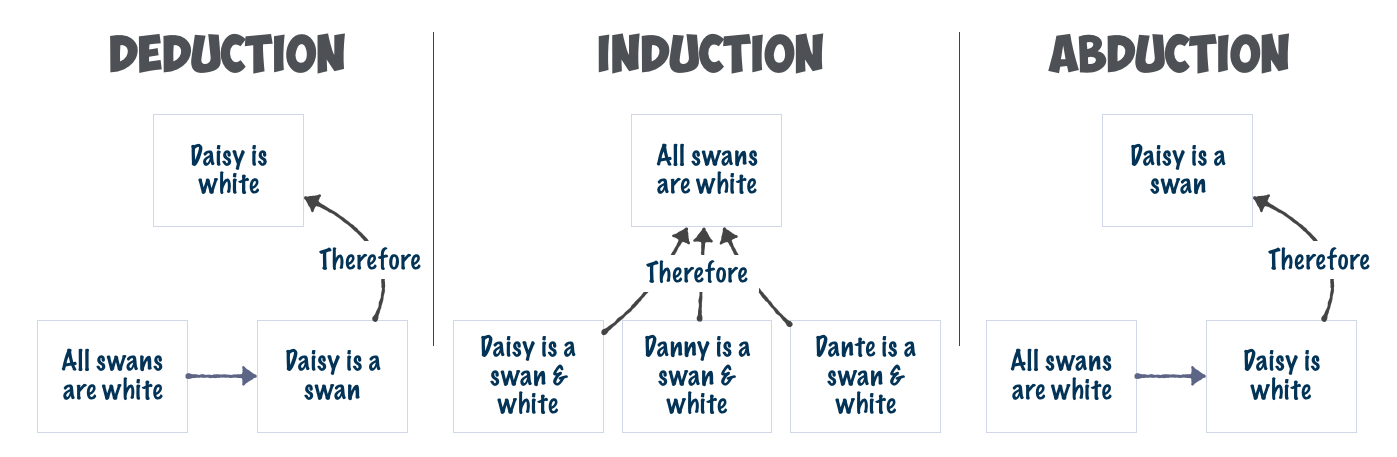 DEDUCTION
Daisy is
white
Therefore
All swans
are white
Daisy is a
swan
INDUCTION
All swans
are white
Therefore
Daisy is a
swan &
white
Danny is a
swan &
white
Dante is a
swan &
white
ABDUCTION
Daisy is a
swan
Therefore
All swans
are white
Daisy is
white